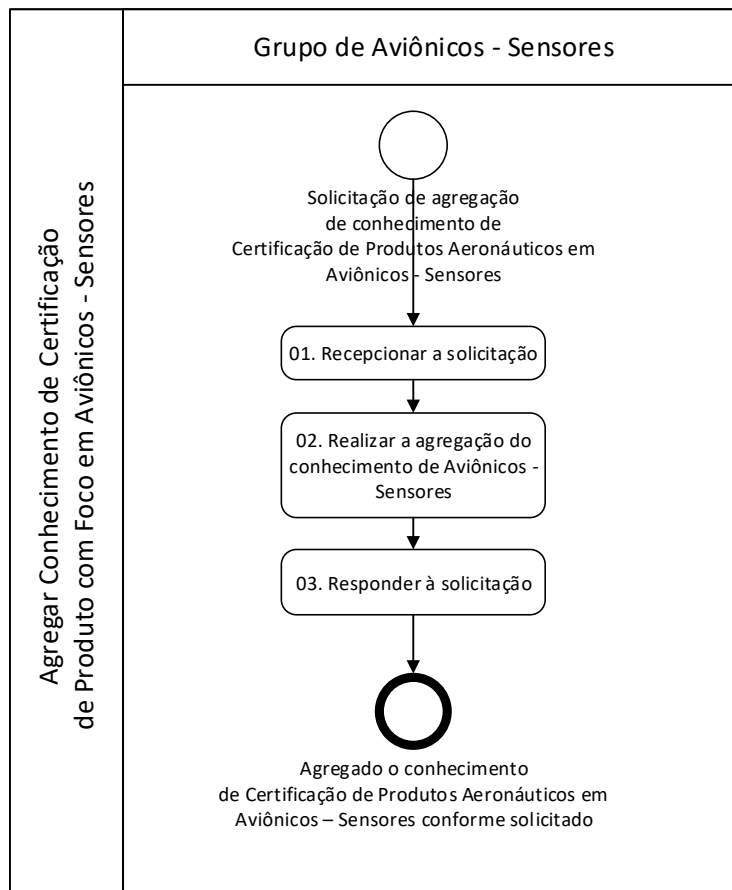 Agregar Conhecimento de Certificação
de Produto com Foco em Aviônicos - Sensores
Grupo de Aviônicos - Sensores
Solicitação de agregação
de conhecimento de
Certificação de Produtos Aeronáuticos em
Aviônicos - Sensores
01. Recepcionar a solicitação
02. Realizar a agregação do
conhecimento de Aviônicos -
Sensores
03. Responder à solicitação
Agregado o conhecimento
de Certificação de Produtos Aeronáuticos em
Aviônicos – Sensores conforme solicitado